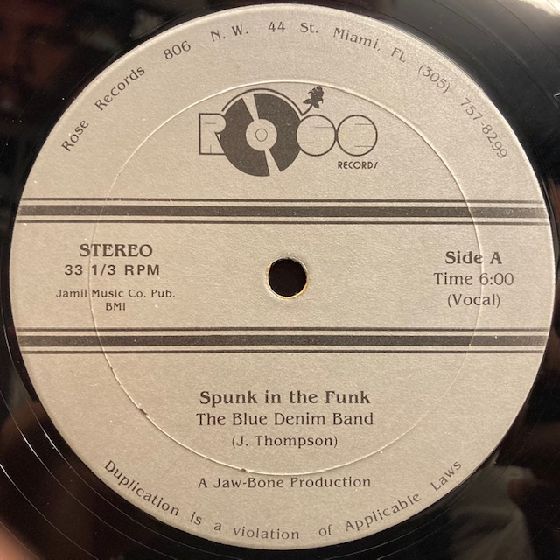 Rose Records 806 N.W. 44 St. Miami, FL (305) 757-8299
ROSE
RECORDS
STEREO
33 1/3 RPM
Jamil Music Co. Pub.
BMI
Side A
Time 6:00
(Vocal)
Spunk in the Funk
The Blue Denim Band
(J. Thompson)
A Jaw-Bone Production
Duplication is a violation of Applicable Laws